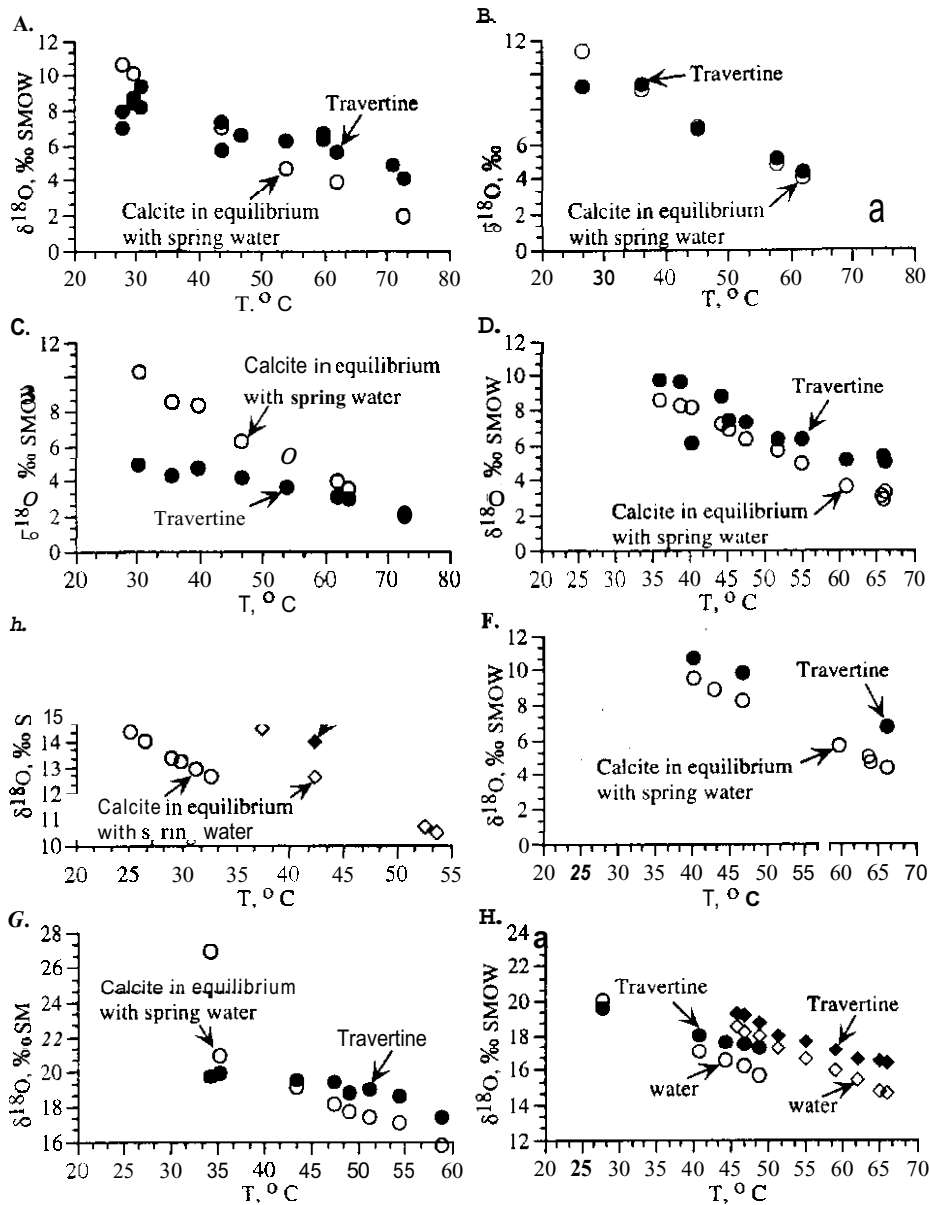 A.
12
10
8
6
4
2
0
δ18O, ‰ SMOW
Travertine
Calcite in equilibrium
with spring water
20 30 40 50 60 70 80
T. ° C
B.
12
6
4
2
0
18O, ‰
Travertine
Calcite in equilibrium
with spring water
a
20 30 40 50 60 70 80
T, ° C
C.
12
10
8
6
4
2
0
18O ‰ SMOW
Calcite in equilibrium
with spring water
O
Travertine
20 30 40 50 60 70 80
T, ° C
D.
12
10
8
6
4
2
0
δ18O ‰ SMOW
Travertine
Calcite in equilibrium
with spring water
20 25 30 35 40 45 50 55 60 65 70
T, ° C
h.
15
14
13
12
11
10
δ18O, ‰ S
Calcite in equilibrium
with s rin water
20 25 30 35 40 45 50 55
T, ° C
F.
12
10
8
6
4
2
0
δ18O, ‰ SMOW
Travertine
Calcite in equilibrium
with spring water
20 25 30 35 40 45 50 55 60 65 70
T, ° C
G.
28
26
24
22
20
18
16
δ18O, ‰ SM
Calcite in equilibrium
with spring water
Travertine
30 35 40 45 50 55 60
T, ° C
H.
24
a
22
20
18
16
14
12
δ18O, ‰ SMOW
Travertine
Travertine
water
water
20 25 30 35 40 45 50 55 60 65 70
T, ° C